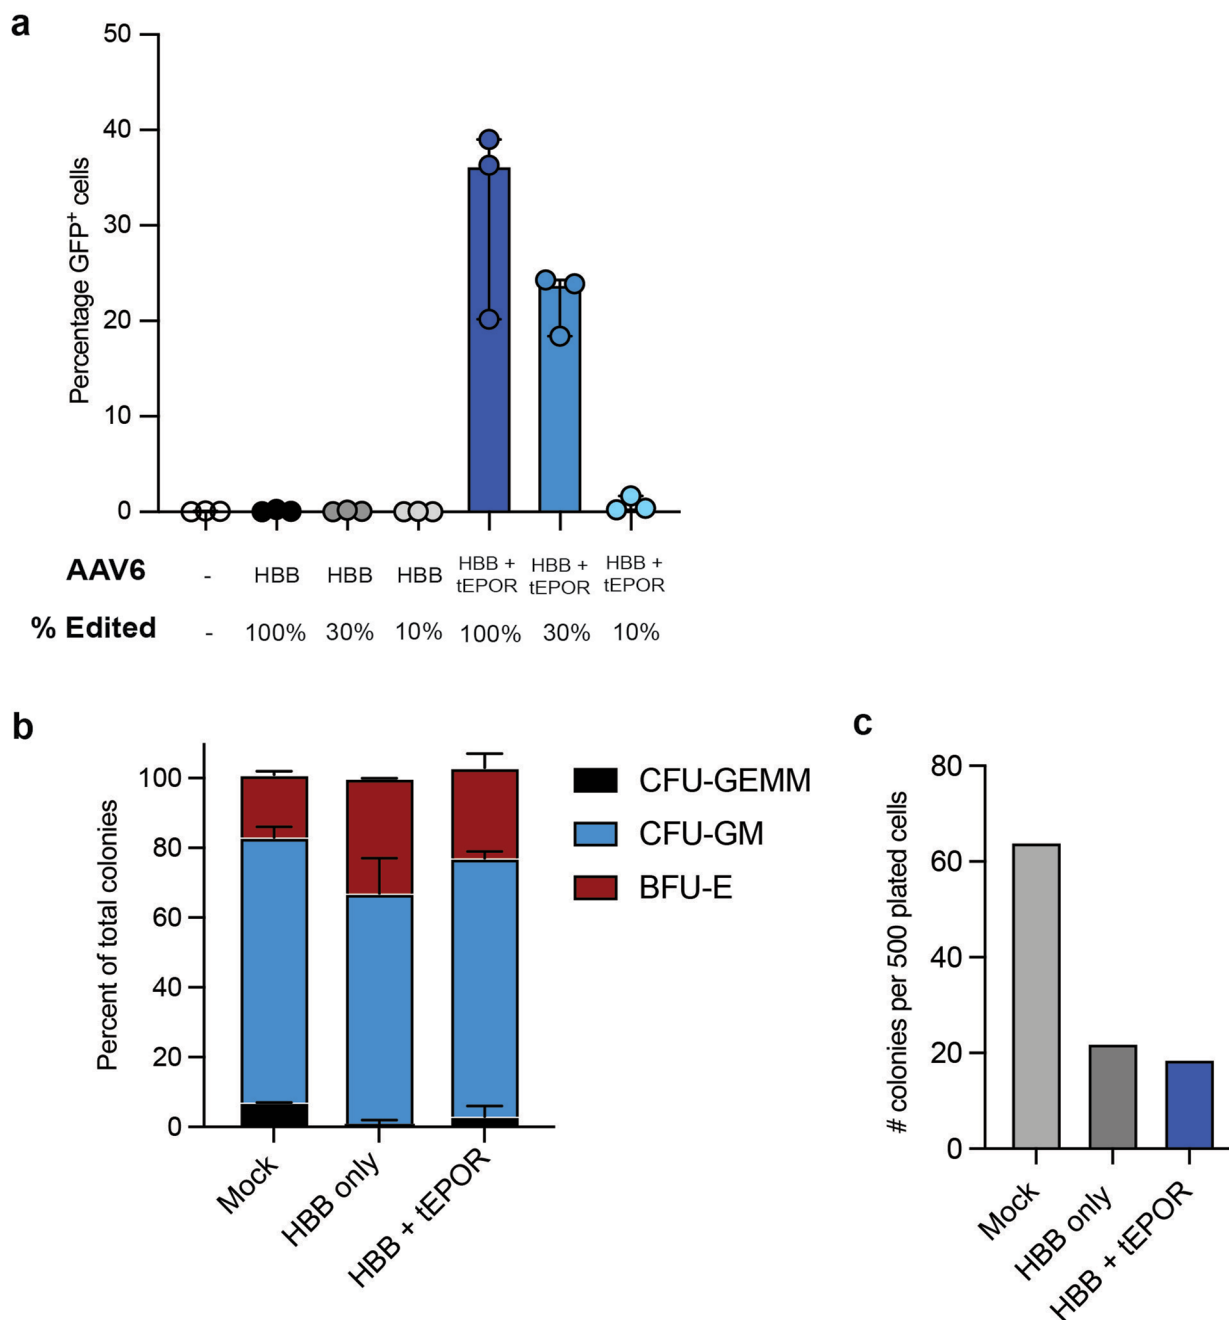 a
Percentage GFP⁺ cells
50
40
30
20
10
0
AAV6 - HBB HBB HBB HBB + tEPOR HBB + tEPOR HBB + tEPOR
% Edited - 100% 30% 10% 100% 30% 10%
b
Percent of total colonies
100
80
60
40
20
0
Mock
HBB only
HBB + tEPOR
CFU-GEMM
CFU-GM
BFU-E
c
# colonies per 500 plated cells
80
60
40
20
0
Mock
HBB only
HBB + tEPOR